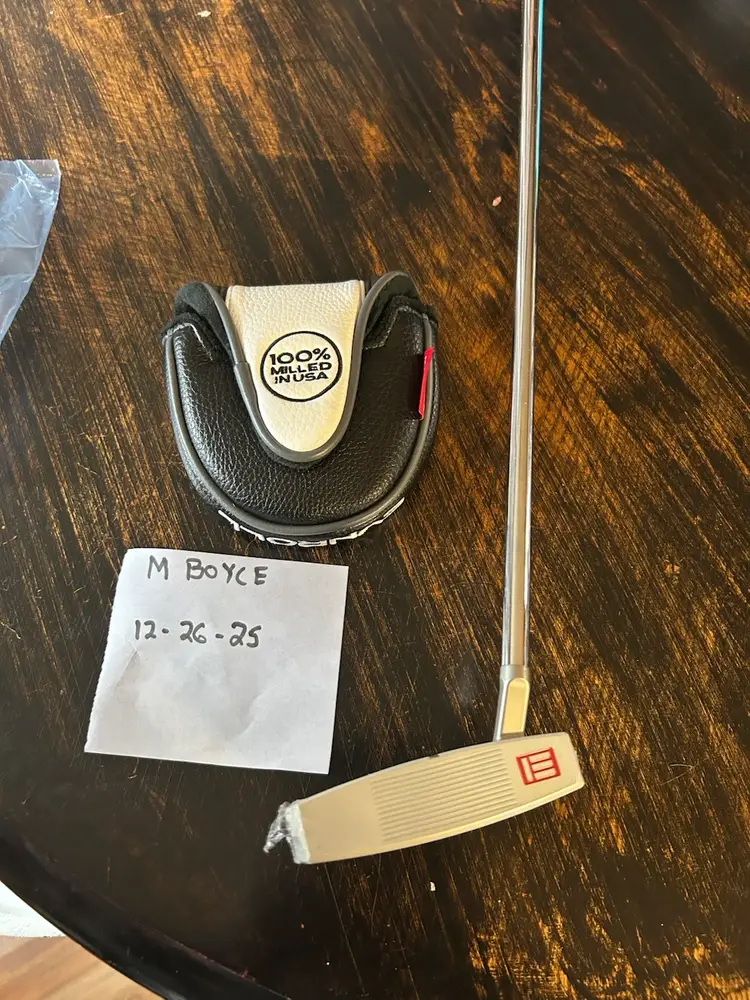 100%
MILLED
IN USA
M BOYCE
12-26-25